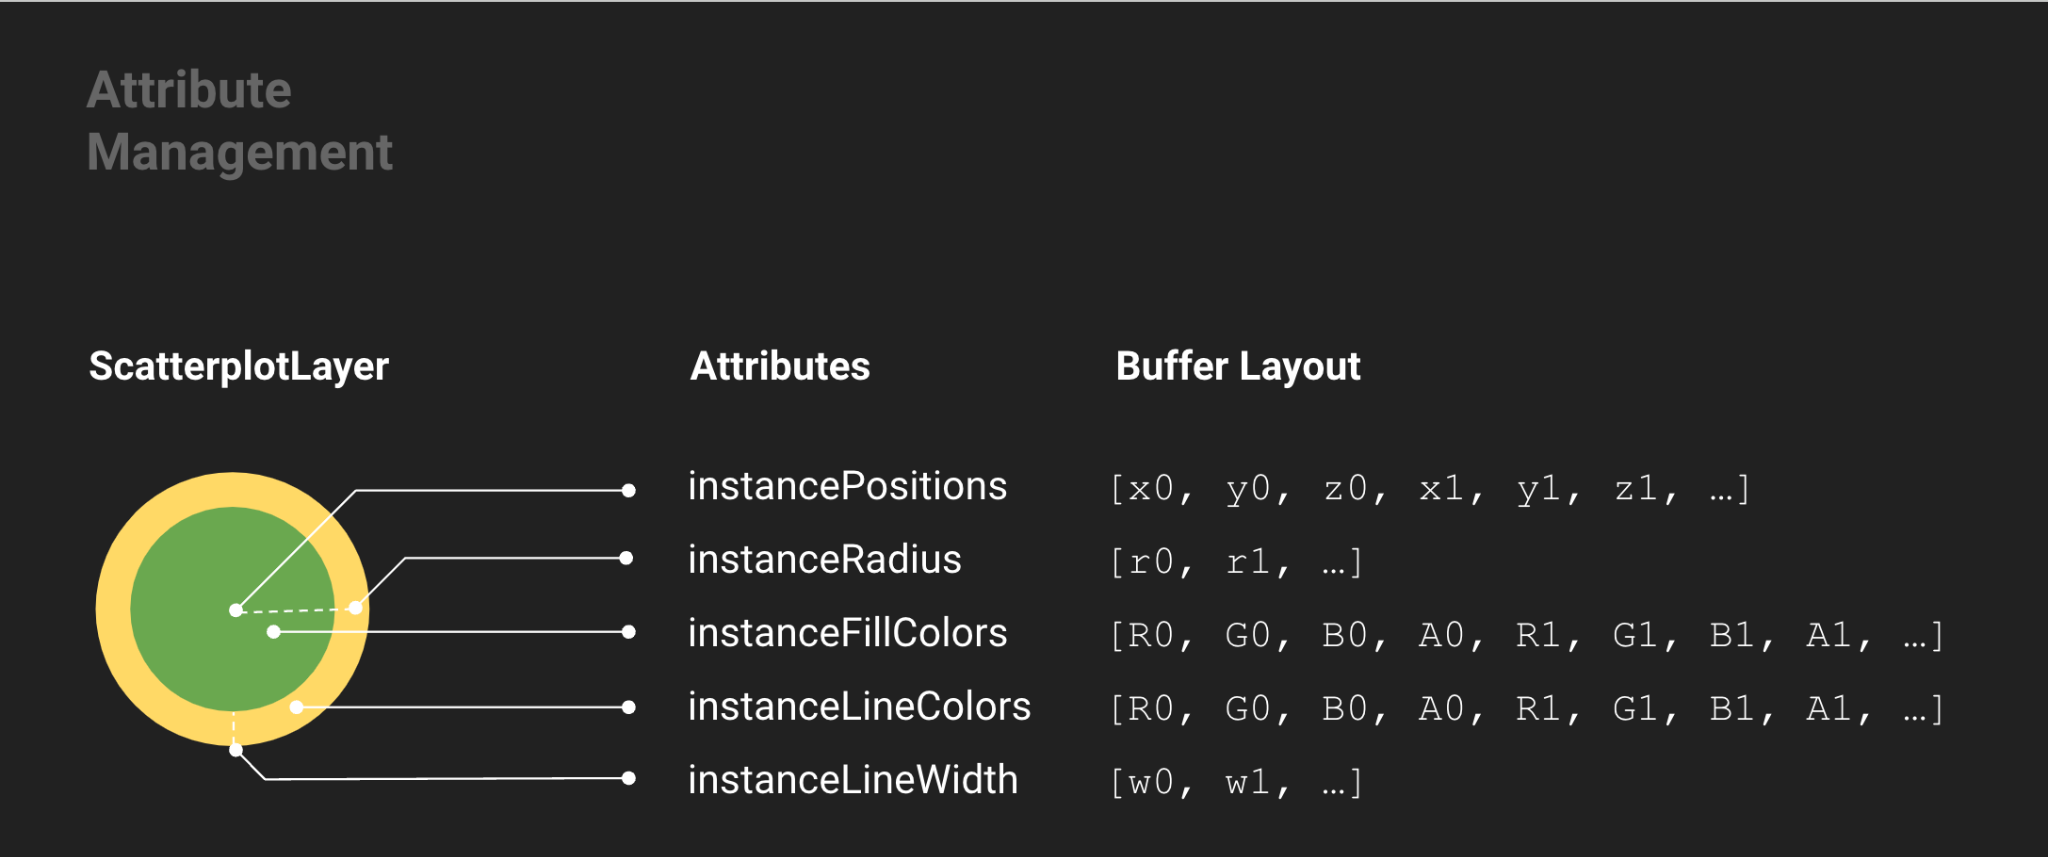 Attribute
Management
ScatterplotLayer Attributes Buffer Layout
instancePositions [x0, y0, z0, x1, y1, z1, …]
instanceRadius [r0, r1, …]
instanceFillColors [R0, G0, B0, A0, R1, G1, B1, A1, …]
instanceLineColors [R0, G0, B0, A0, R1, G1, B1, A1, …]
instanceLineWidth [w0, w1, …]